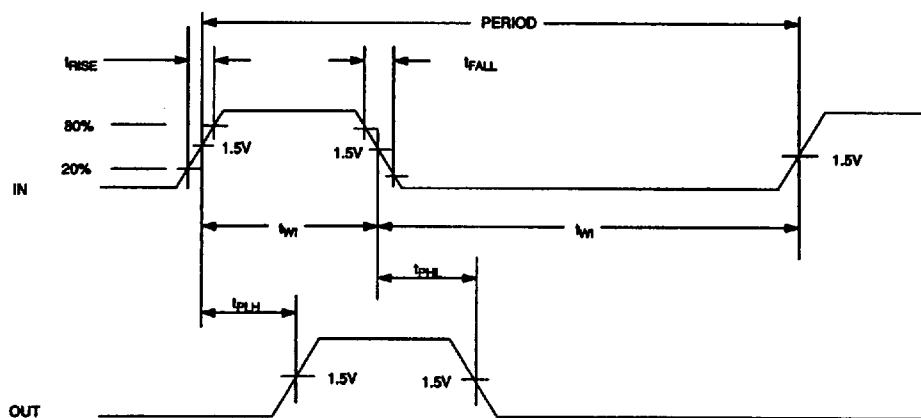 PERIOD
tRISE
tFALL
80%
1.5V
1.5V
20%
1.5V
IN
tWI
tWI
tPHL
tPLH
1.5V
1.5V
OUT